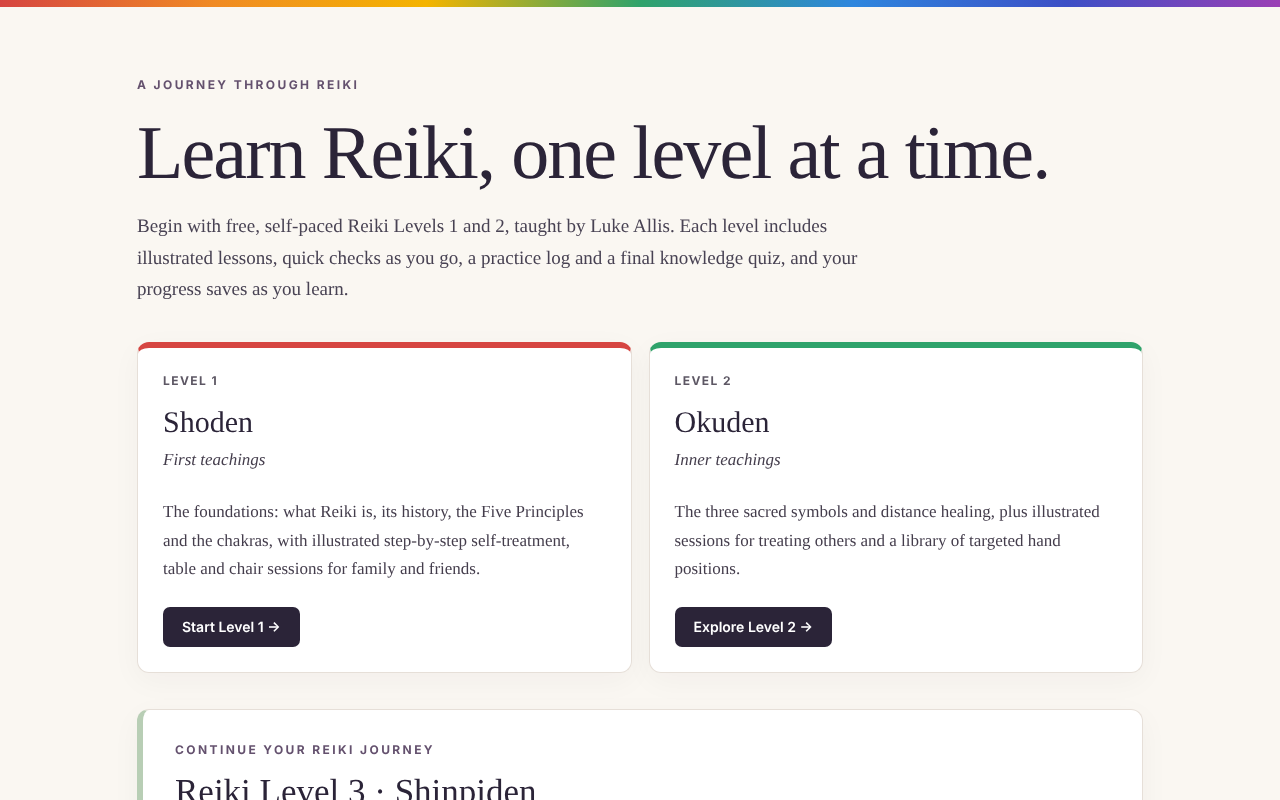 A JOURNEY THROUGH REIKI
Learn Reiki, one level at a time.
Begin with free, self-paced Reiki Levels 1 and 2, taught by Luke Allis. Each level includes
illustrated lessons, quick checks as you go, a practice log and a final knowledge quiz, and your
progress saves as you learn.
LEVEL 1
Shoden
First teachings
The foundations: what Reiki is, its history, the Five Principles
and the chakras, with illustrated step-by-step self-treatment,
table and chair sessions for family and friends.
Start Level 1 →
LEVEL 2
Okuden
Inner teachings
The three sacred symbols and distance healing, plus illustrated
sessions for treating others and a library of targeted hand
positions.
Explore Level 2 →
CONTINUE YOUR REIKI JOURNEY
Reiki Level 3 · Shinpiden